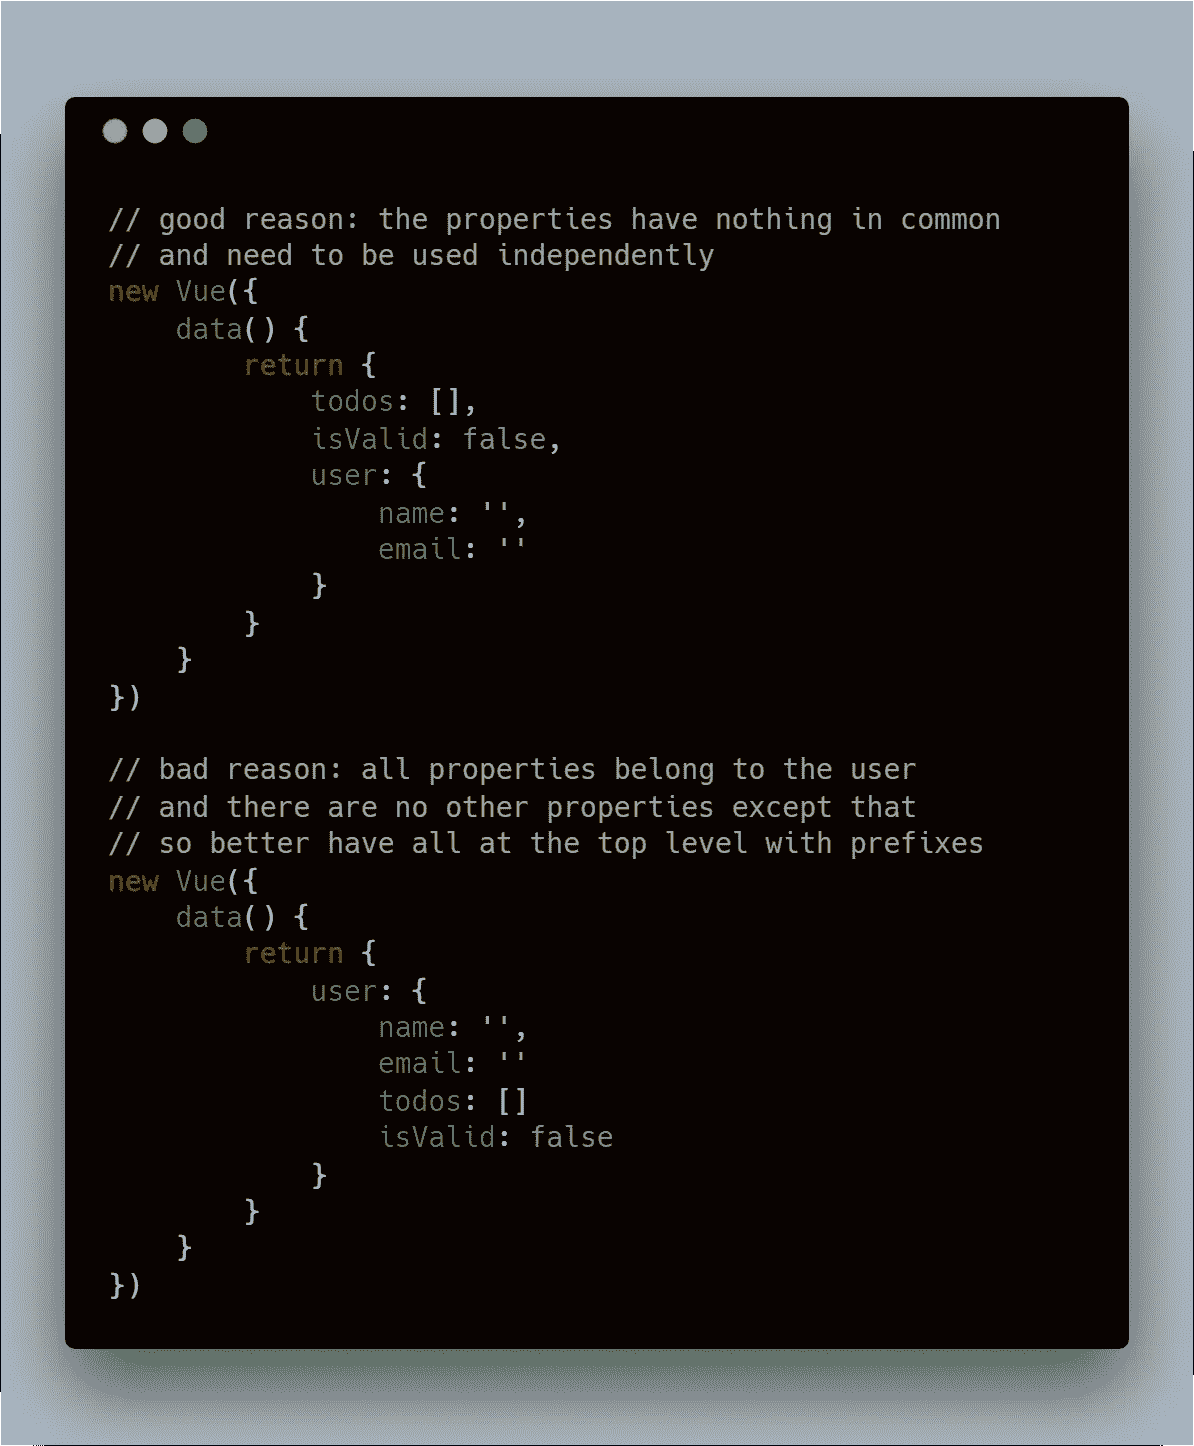 // good reason: the properties have nothing in common
// and need to be used independently
new Vue({
    data() {
        return {
            todos: [],
            isValid: false,
            user: {
                name: '',
                email: ''
            }
        }
    }
})

// bad reason: all properties belong to the user
// and there are no other properties except that
// so better have all at the top level with prefixes
new Vue({
    data() {
        return {
            user: {
                name: '',
                email: ''
                todos: []
                isValid: false
            }
        }
    }
})